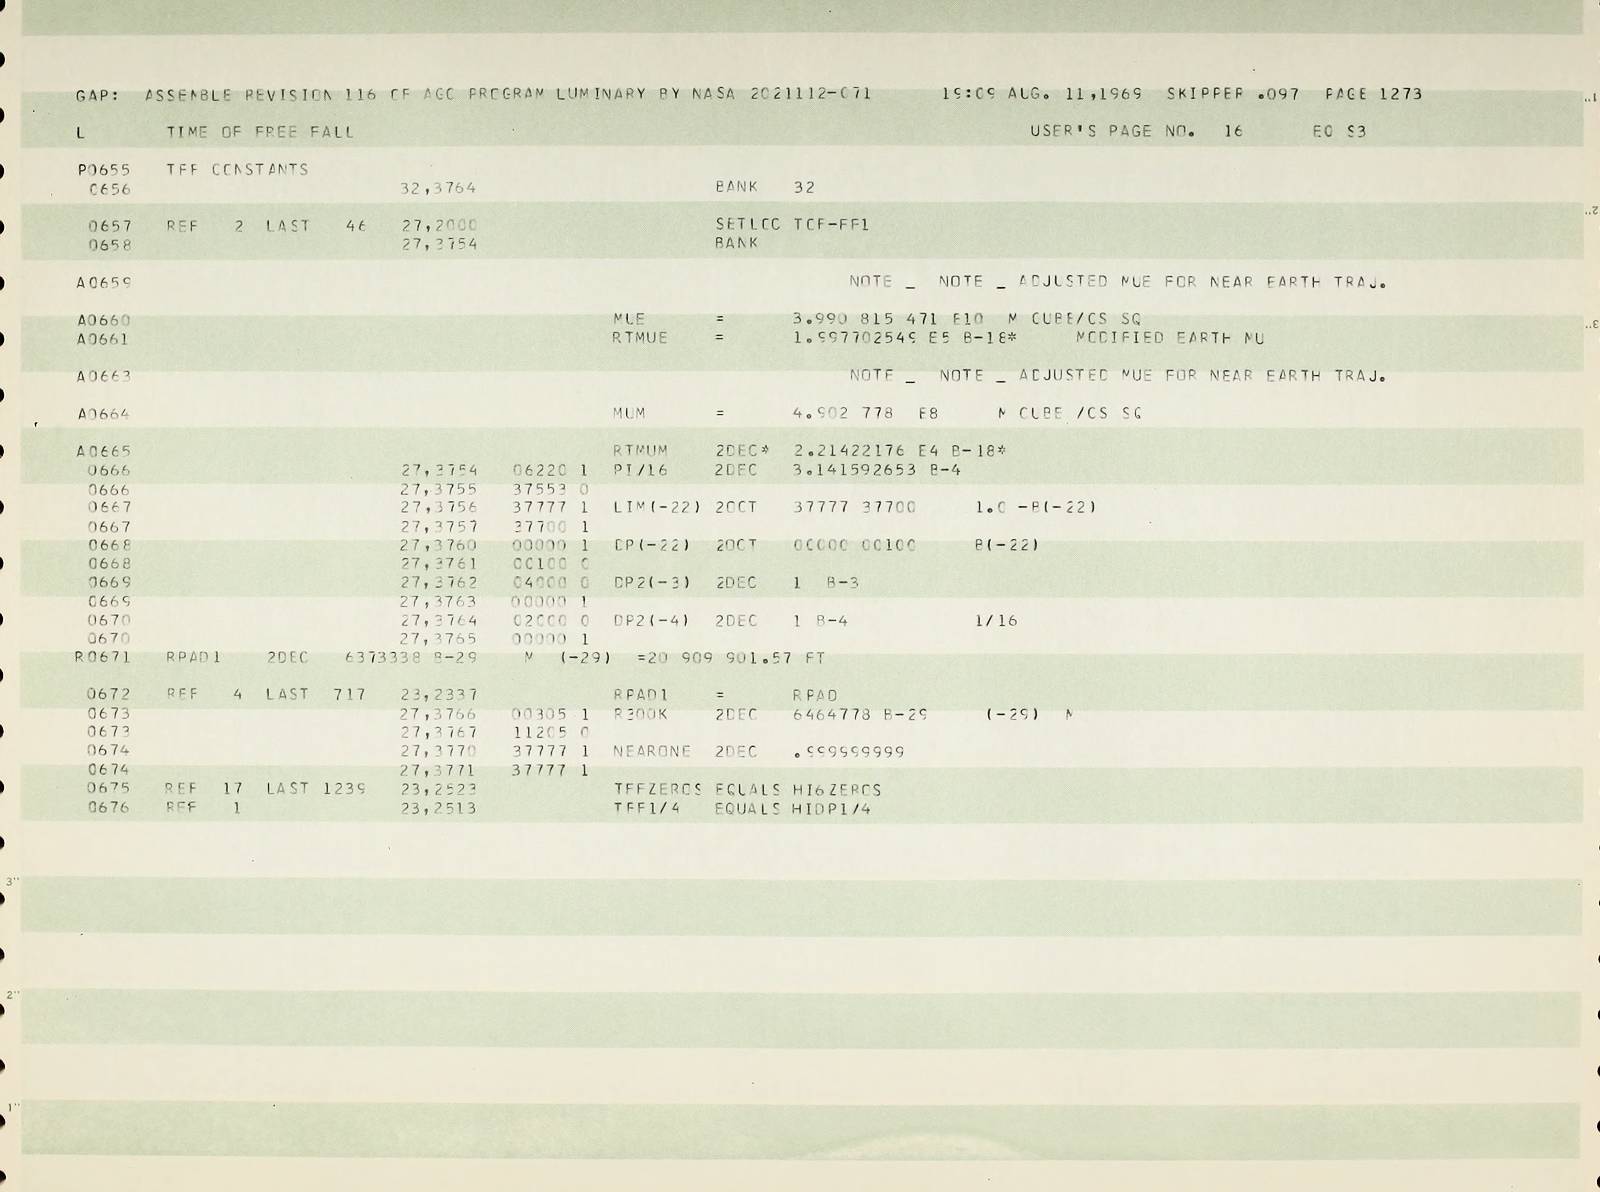 GAP: ASSEMBLE REVISION 116 OF AGC PROGRAM LUMINARY BY NASA 2021112-071 19:09 AUG. 11,1969 SKIPPER .097 PAGE 1273
L TIME OF FREE FALL USER'S PAGE NO. 16 E0 S3
P0655 TFF CONSTANTS
0656 32,3764 BANK 32
0657 REF 2 LAST 46 27,2000 SETLOC TOF-FF1
0658 27,3754 BANK
A0659 NOTE _ NOTE _ ADJUSTED MUE FOR NEAR EARTH TRAJ.
A0660 MUE = 3.990 815 471 E10 M CUBE/CS SQ
A0661 RTMUE = 1.997702549 E5 B-18* MODIFIED EARTH MU
A0663 NOTE _ NOTE _ ADJUSTED MUE FOR NEAR EARTH TRAJ.
A0664 MUM = 4.902 778 E8 M CUBE /CS SQ
A0665 RTMUM 2DEC* 2.21422176 E4 B-18*
0666 27,3754 06220 1 PI/16 2DEC 3.141592653 B-4
0666 27,3755 37553 0
0667 27,3756 37777 1 LIM(-22) 2OCT 37777 37700 1.0 -B(-22)
0667 27,3757 37700 1
0668 27,3760 00000 1 DP(-22) 2OCT 00000 00100 B(-22)
0668 27,3761 00100 0
0669 27,3762 04000 0 DP2(-3) 2DEC 1 B-3
0669 27,3763 00000 1
0670 27,3764 02000 0 DP2(-4) 2DEC 1 B-4 1/16
0670 27,3765 00000 1
R0671 RPAD1 2DEC 6373338 B-29 M (-29) =20 909 901.57 FT
0672 REF 4 LAST 717 23,2337 RPAD1 = RPAD
0673 27,3766 00305 1 R300K 2DEC 6464778 B-29 (-29) M
0673 27,3767 11205 0
0674 27,3770 37777 1 NEARONE 2DEC .999999999
0674 27,3771 37777 1
0675 REF 17 LAST 1239 23,2523 TFFZEROS EQUALS HI6ZEROS
0676 REF 1 23,2513 TFF1/4 EQUALS HIDP1/4
3"
2"
1"